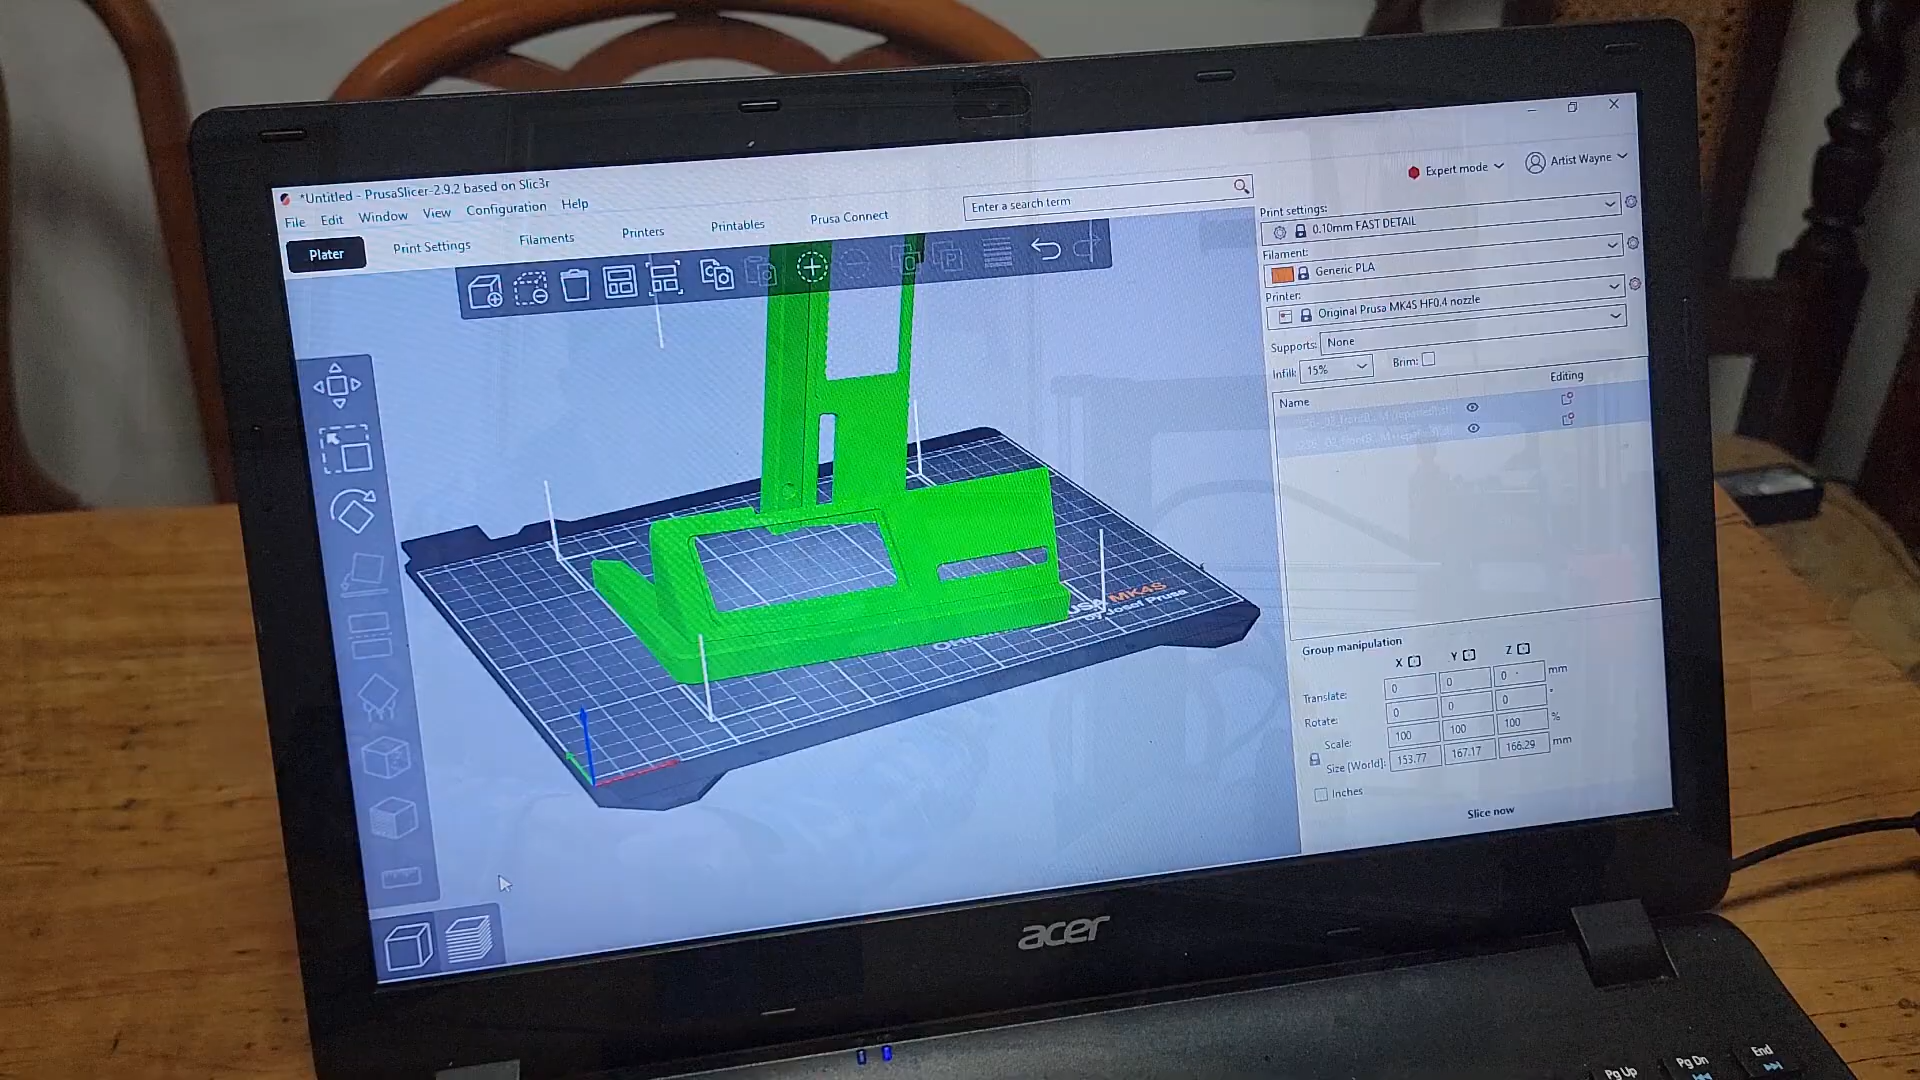 *Untitled - PrusaSlicer-2.9.2 based on Slic3r
File Edit Window View Configuration Help
Enter a search term
Expert mode
Artist Wayne
Plater Print Settings Filaments Printers Printables Prusa Connect
Print settings:
0.10mm FAST DETAIL
Filament:
Generic PLA
Printer:
Original Prusa MK4S HF0.4 nozzle
Supports: None
Infill: 15% Brim:
Name Editing
MK4S
by Josef Prusa
Group manipulation
X Y Z
Translate: 0 0 0 mm
Rotate: 0 0 0 °
Scale: 100 100 100 %
Size [World]: 153.77 167.17 166.29 mm
Inches
Slice now
acer
Pg Up Pg Dn End